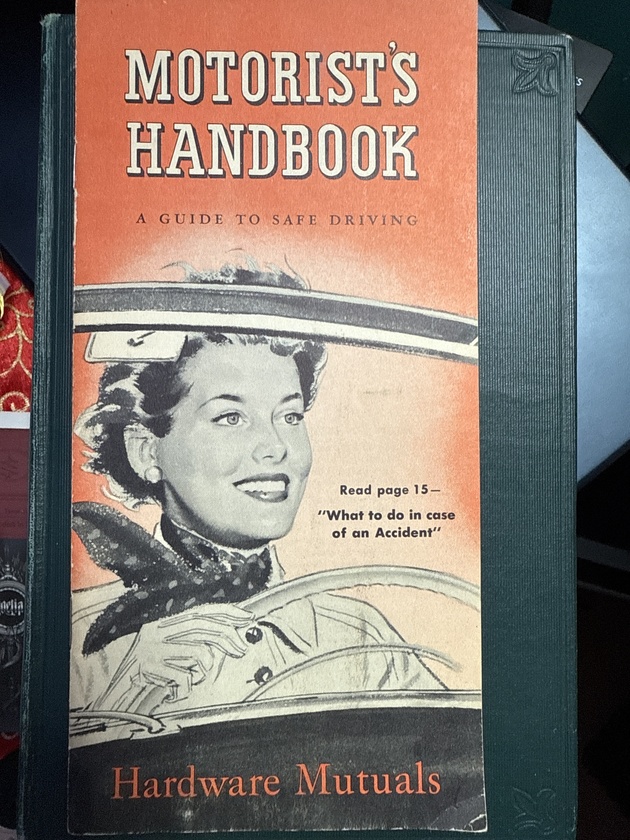 MOTORIST'S
HANDBOOK
A GUIDE TO SAFE DRIVING
Read page 15—
"What to do in case
of an Accident"
Hardware Mutuals